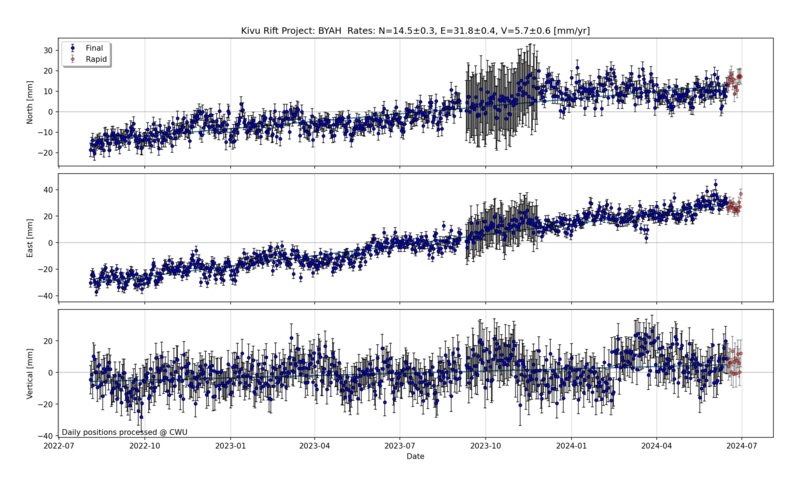 Kivu Rift Project: BYAH  Rates: N=14.5±0.3, E=31.8±0.4, V=5.7±0.6 [mm/yr]
Final
Rapid
North [mm]
30
20
10
0
−10
−20
East [mm]
40
20
0
−20
−40
Vertical [mm]
20
0
−20
−40
Daily positions processed @ CWU
2022-07 2022-10 2023-01 2023-04 2023-07 2023-10 2024-01 2024-04 2024-07
Date